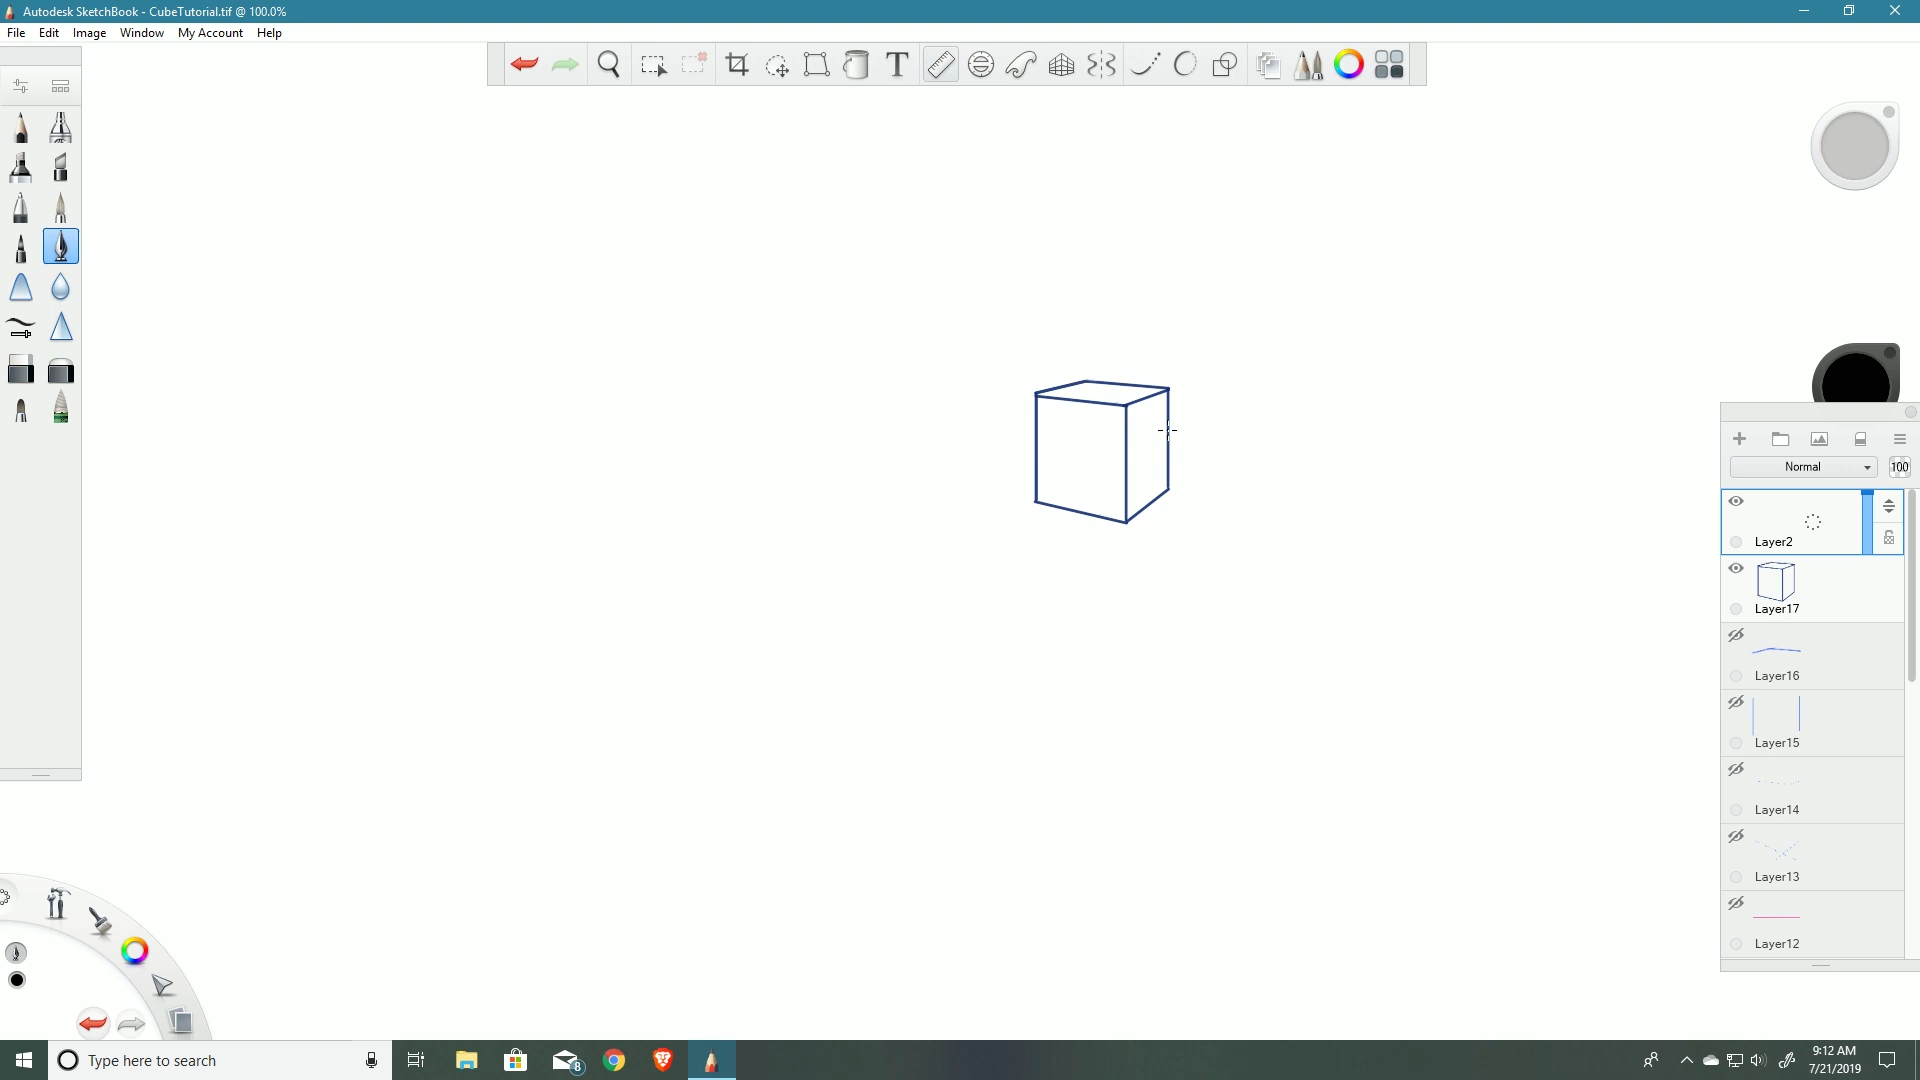 Autodesk SketchBook - CubeTutorial.tif @ 100.0%
File Edit Image Window My Account Help
T
Normal 100
Layer2
Layer17
Layer16
Layer15
Layer14
Layer13
Layer12
Type here to search
8
9:12 AM
7/21/2019